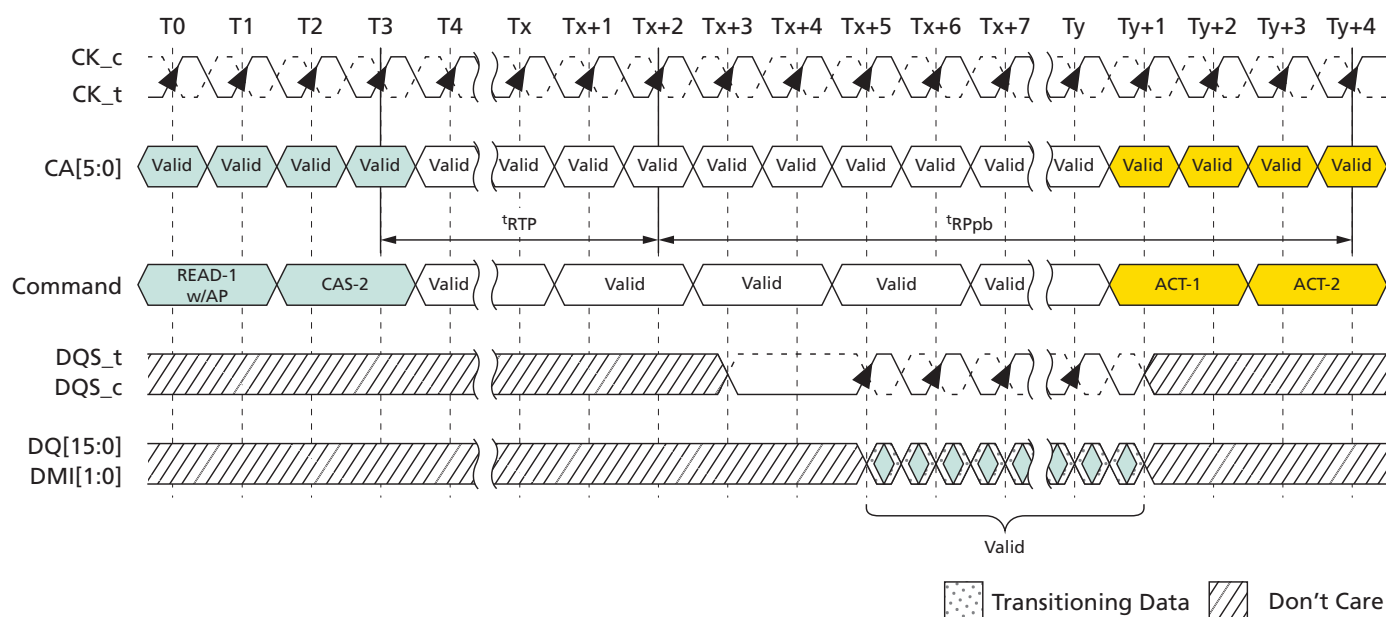 T0 T1 T2 T3 T4 Tx Tx+1 Tx+2 Tx+3 Tx+4 Tx+5 Tx+6 Tx+7 Ty Ty+1 Ty+2 Ty+3 Ty+4
CK_c
CK_t
CA[5:0] Valid Valid Valid Valid Valid Valid Valid Valid Valid Valid Valid Valid Valid Valid Valid Valid Valid Valid
tRTP tRPpb
Command READ-1 w/AP CAS-2 Valid Valid Valid Valid Valid ACT-1 ACT-2
DQS_t
DQS_c
DQ[15:0]
DMI[1:0]
Valid
Transitioning Data Don't Care